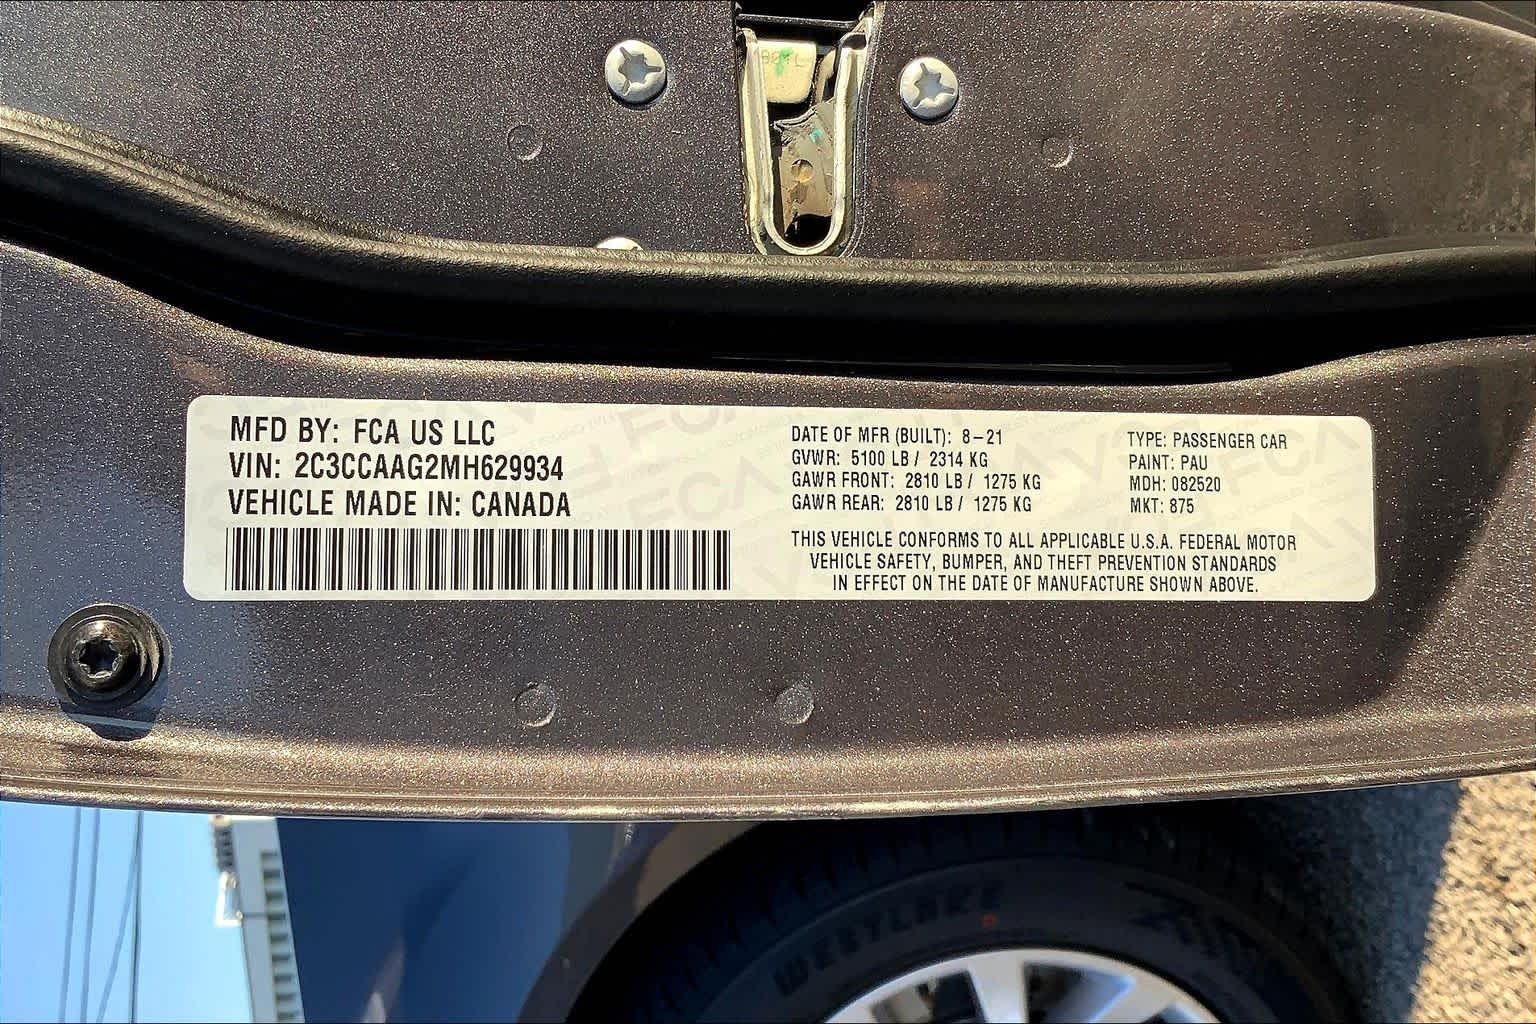 MFD BY: FCA US LLC
VIN: 2C3CCAAG2MH629934
VEHICLE MADE IN: CANADA
DATE OF MFR (BUILT): 8-21
GVWR: 5100 LB / 2314 KG
GAWR FRONT: 2810 LB / 1275 KG
GAWR REAR: 2810 LB / 1275 KG
TYPE: PASSENGER CAR
PAINT: PAU
MDH: 082520
MKT: 875
THIS VEHICLE CONFORMS TO ALL APPLICABLE U.S.A. FEDERAL MOTOR
VEHICLE SAFETY, BUMPER, AND THEFT PREVENTION STANDARDS
IN EFFECT ON THE DATE OF MANUFACTURE SHOWN ABOVE.
FCA
WESTLAKE